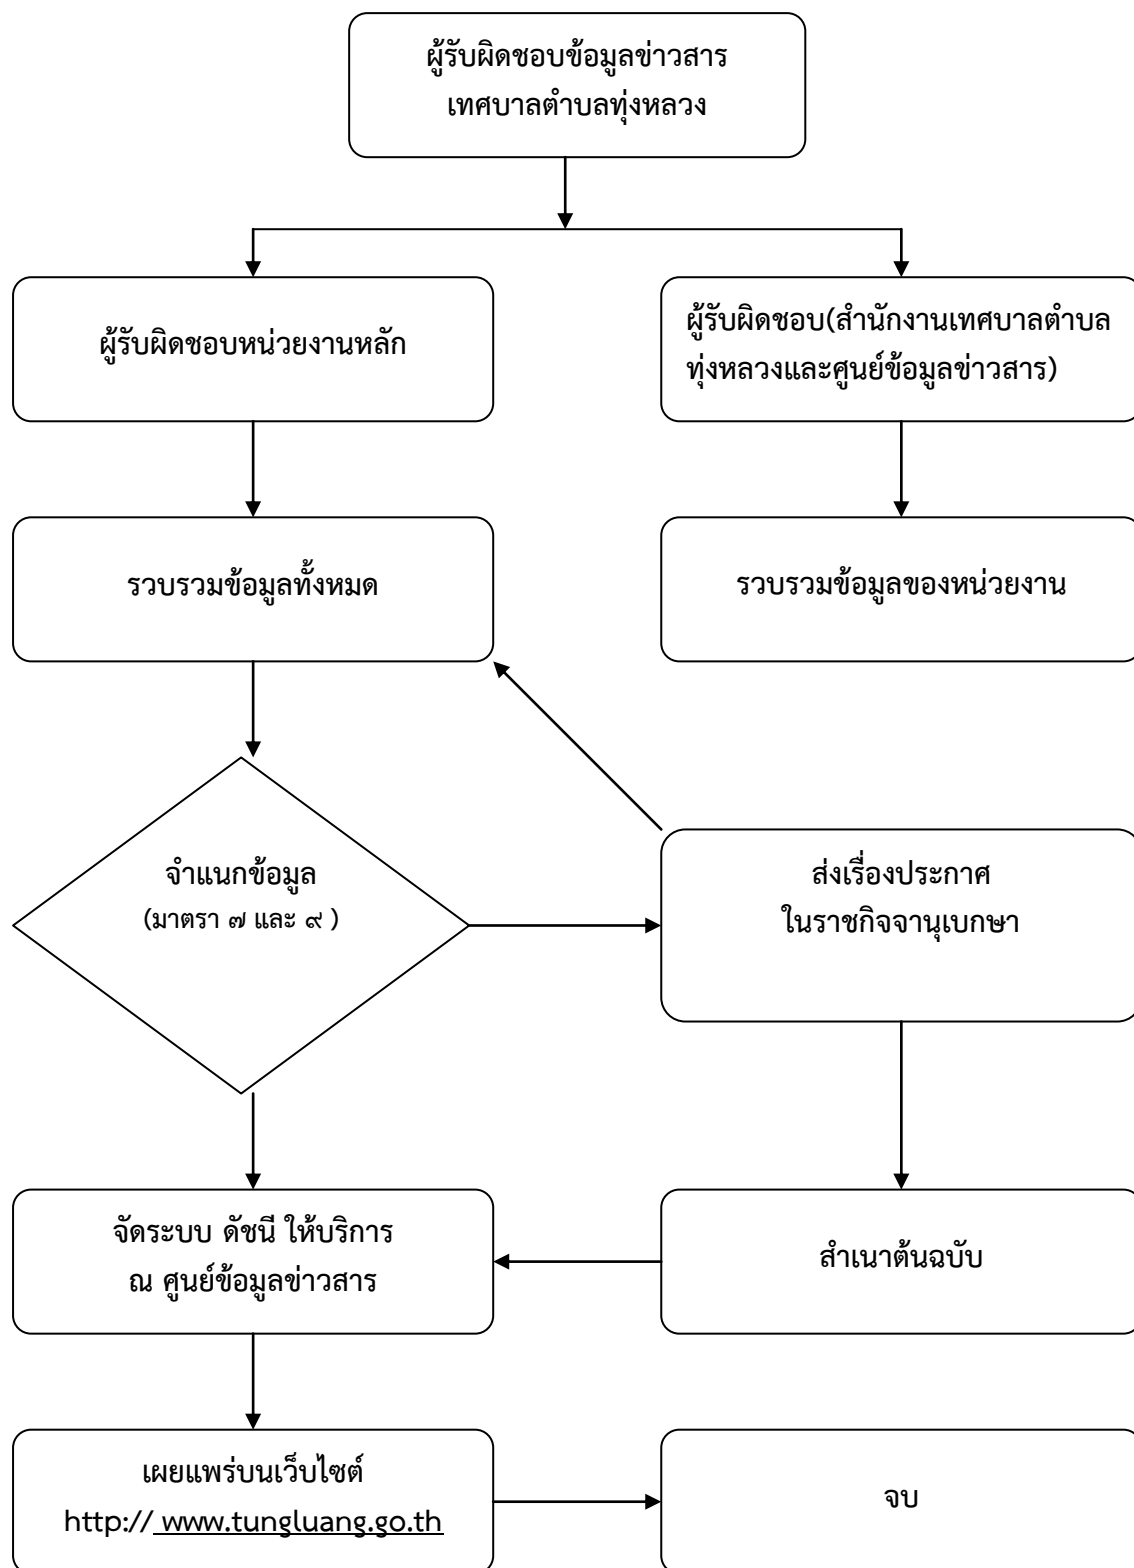 ผู้รับผิดชอบข้อมูลข่าวสาร
เทศบาลตำบลทุ่งหลวง
ผู้รับผิดชอบหน่วยงานหลัก
ผู้รับผิดชอบ(สำนักงานเทศบาลตำบล
ทุ่งหลวงและศูนย์ข้อมูลข่าวสาร)
รวบรวมข้อมูลทั้งหมด
รวบรวมข้อมูลของหน่วยงาน
จำแนกข้อมูล
(มาตรา ๗ และ ๙ )
ส่งเรื่องประกาศ
ในราชกิจจานุเบกษา
จัดระบบ ดัชนี ให้บริการ
ณ ศูนย์ข้อมูลข่าวสาร
สำเนาต้นฉบับ
เผยแพร่บนเว็บไซต์
http:// www.tungluang.go.th
จบ